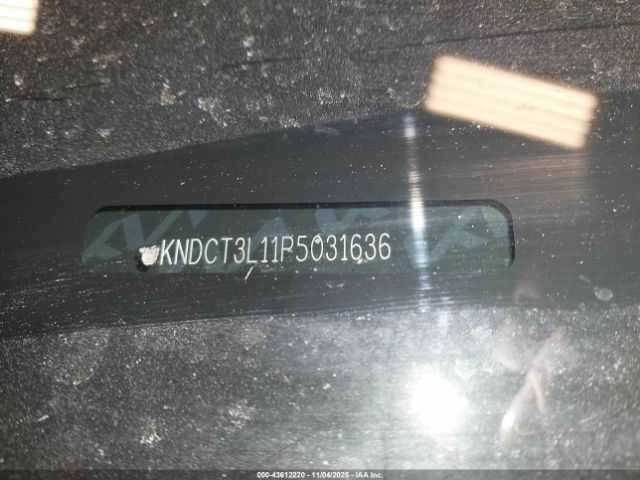 KNDCT3L11P5031636
000-43612220 - 11/04/2025 - © IAA Inc.